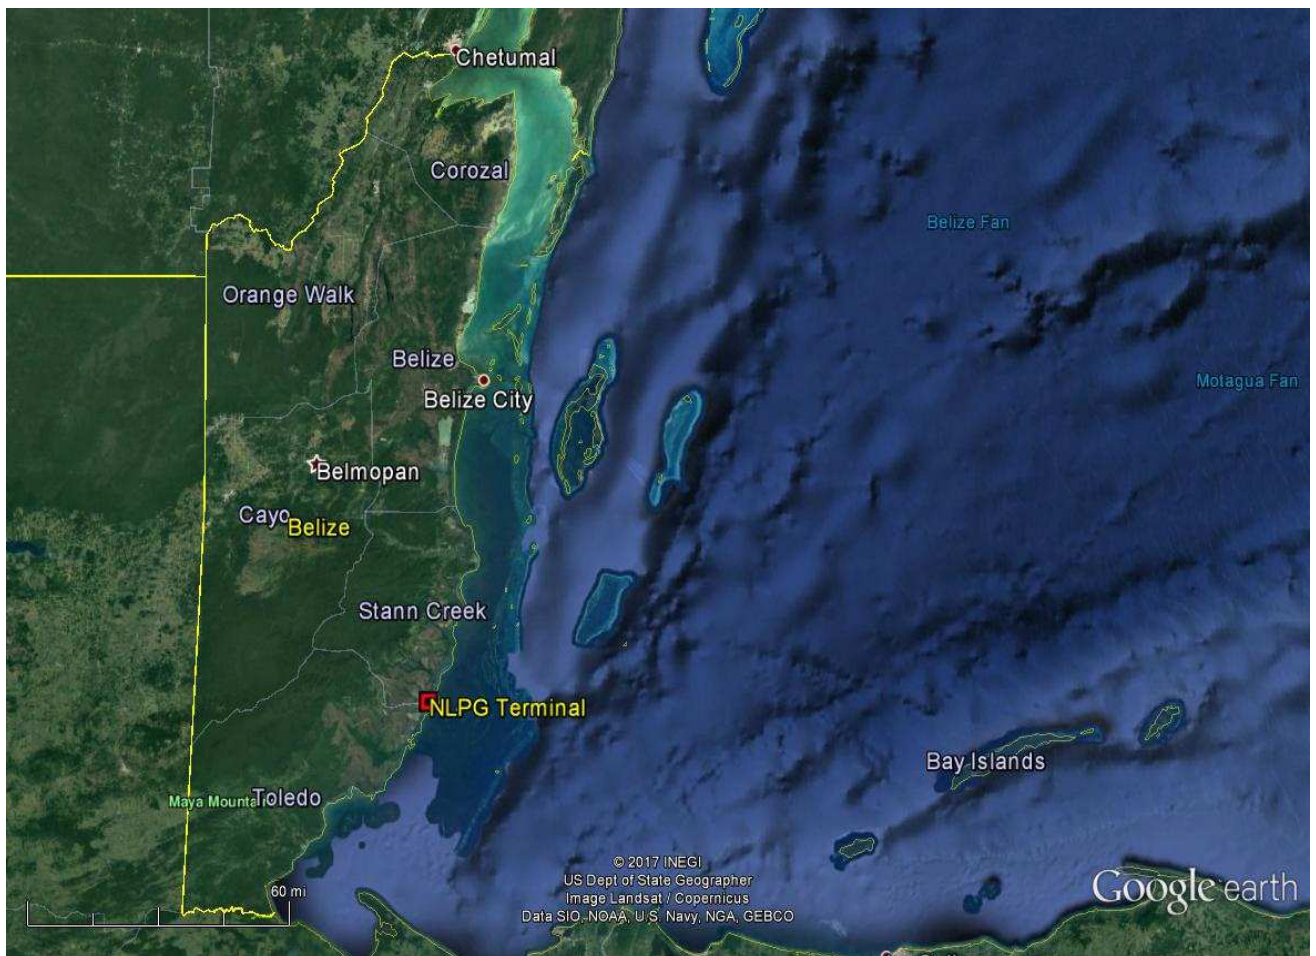 Chetumal
Corozal
Belize Fan
Orange Walk
Belize
Motagua Fan
Belize City
Belmopan
Cayo
Belize
Stann Creek
NLPG Terminal
Bay Islands
Maya Mountai
Toledo
60 mi
© 2017 INEGI
US Dept of State Geographer
Image Landsat / Copernicus
Data SIO, NOAA, U.S. Navy, NGA, GEBCO
Google earth